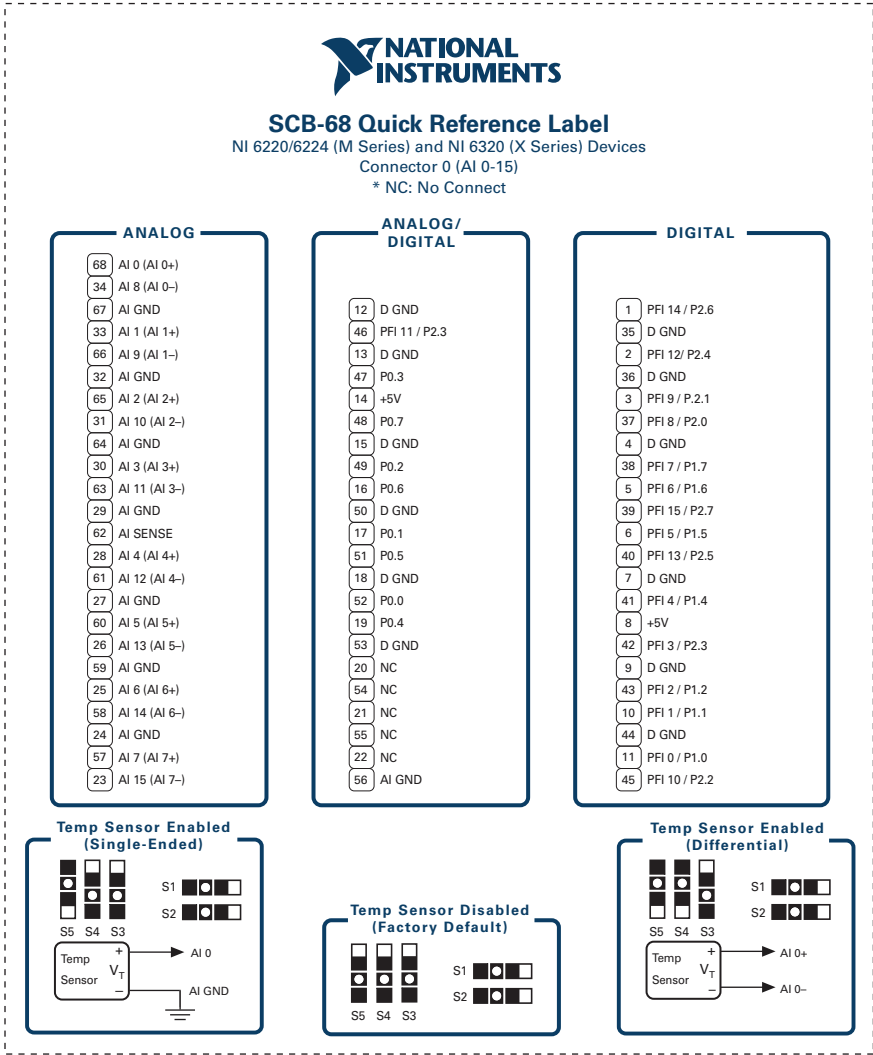 NATIONAL
INSTRUMENTS
SCB-68 Quick Reference Label
NI 6220/6224 (M Series) and NI 6320 (X Series) Devices
Connector 0 (AI 0-15)
* NC: No Connect
ANALOG
68 AI 0 (AI 0+)
34 AI 8 (AI 0–)
67 AI GND
33 AI 1 (AI 1+)
66 AI 9 (AI 1–)
32 AI GND
65 AI 2 (AI 2+)
31 AI 10 (AI 2–)
64 AI GND
30 AI 3 (AI 3+)
63 AI 11 (AI 3–)
29 AI GND
62 AI SENSE
28 AI 4 (AI 4+)
61 AI 12 (AI 4–)
27 AI GND
60 AI 5 (AI 5+)
26 AI 13 (AI 5–)
59 AI GND
25 AI 6 (AI 6+)
58 AI 14 (AI 6–)
24 AI GND
57 AI 7 (AI 7+)
23 AI 15 (AI 7–)
ANALOG/
DIGITAL
12 D GND
46 PFI 11 / P2.3
13 D GND
47 P0.3
14 +5V
48 P0.7
15 D GND
49 P0.2
16 P0.6
50 D GND
17 P0.1
51 P0.5
18 D GND
52 P0.0
19 P0.4
53 D GND
20 NC
54 NC
21 NC
55 NC
22 NC
56 AI GND
DIGITAL
1 PFI 14 / P2.6
35 D GND
2 PFI 12/ P2.4
36 D GND
3 PFI 9 / P.2.1
37 PFI 8 / P2.0
4 D GND
38 PFI 7 / P1.7
5 PFI 6 / P1.6
39 PFI 15 / P2.7
6 PFI 5 / P1.5
40 PFI 13 / P2.5
7 D GND
41 PFI 4 / P1.4
8 +5V
42 PFI 3 / P2.3
9 D GND
43 PFI 2 / P1.2
10 PFI 1 / P1.1
44 D GND
11 PFI 0 / P1.0
45 PFI 10 / P2.2
Temp Sensor Enabled
(Single-Ended)
S1
S2
S5 S4 S3
Temp
Sensor
+
VT
–
AI 0
AI GND
Temp Sensor Disabled
(Factory Default)
S1
S2
S5 S4 S3
Temp Sensor Enabled
(Differential)
S1
S2
S5 S4 S3
Temp
Sensor
+
VT
–
AI 0+
AI 0–